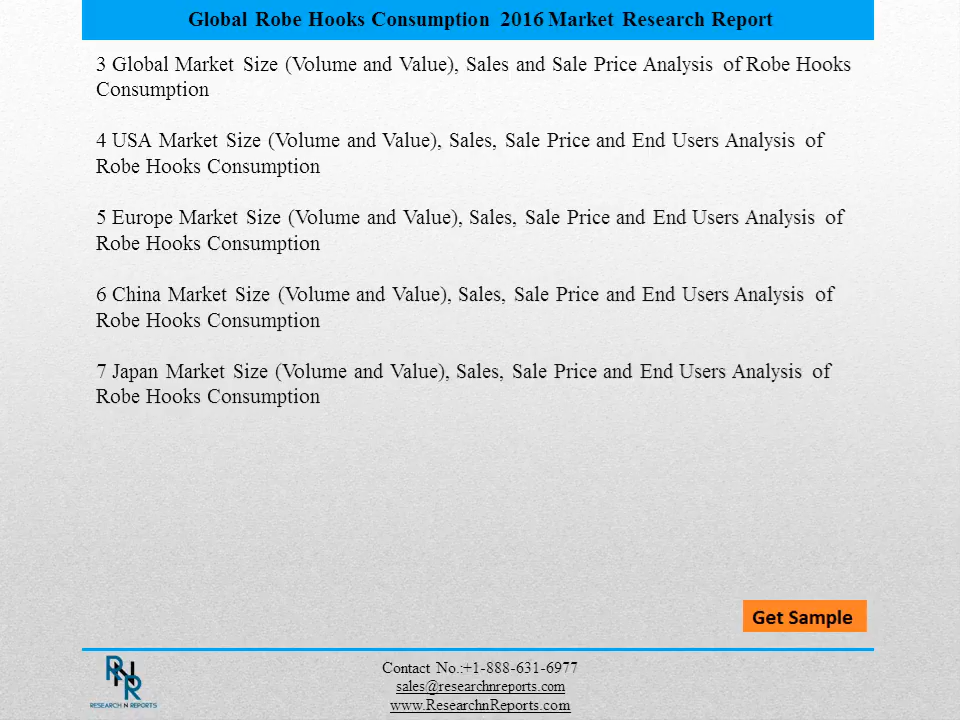 Global Robe Hooks Consumption 2016 Market Research Report
3 Global Market Size (Volume and Value), Sales and Sale Price Analysis of Robe Hooks
Consumption
4 USA Market Size (Volume and Value), Sales, Sale Price and End Users Analysis of
Robe Hooks Consumption
5 Europe Market Size (Volume and Value), Sales, Sale Price and End Users Analysis of
Robe Hooks Consumption
6 China Market Size (Volume and Value), Sales, Sale Price and End Users Analysis of
Robe Hooks Consumption
7 Japan Market Size (Volume and Value), Sales, Sale Price and End Users Analysis of
Robe Hooks Consumption
Get Sample
RNR
RESEARCH N REPORTS
Contact No.:+1-888-631-6977
sales@researchnreports.com
www.ResearchnReports.com